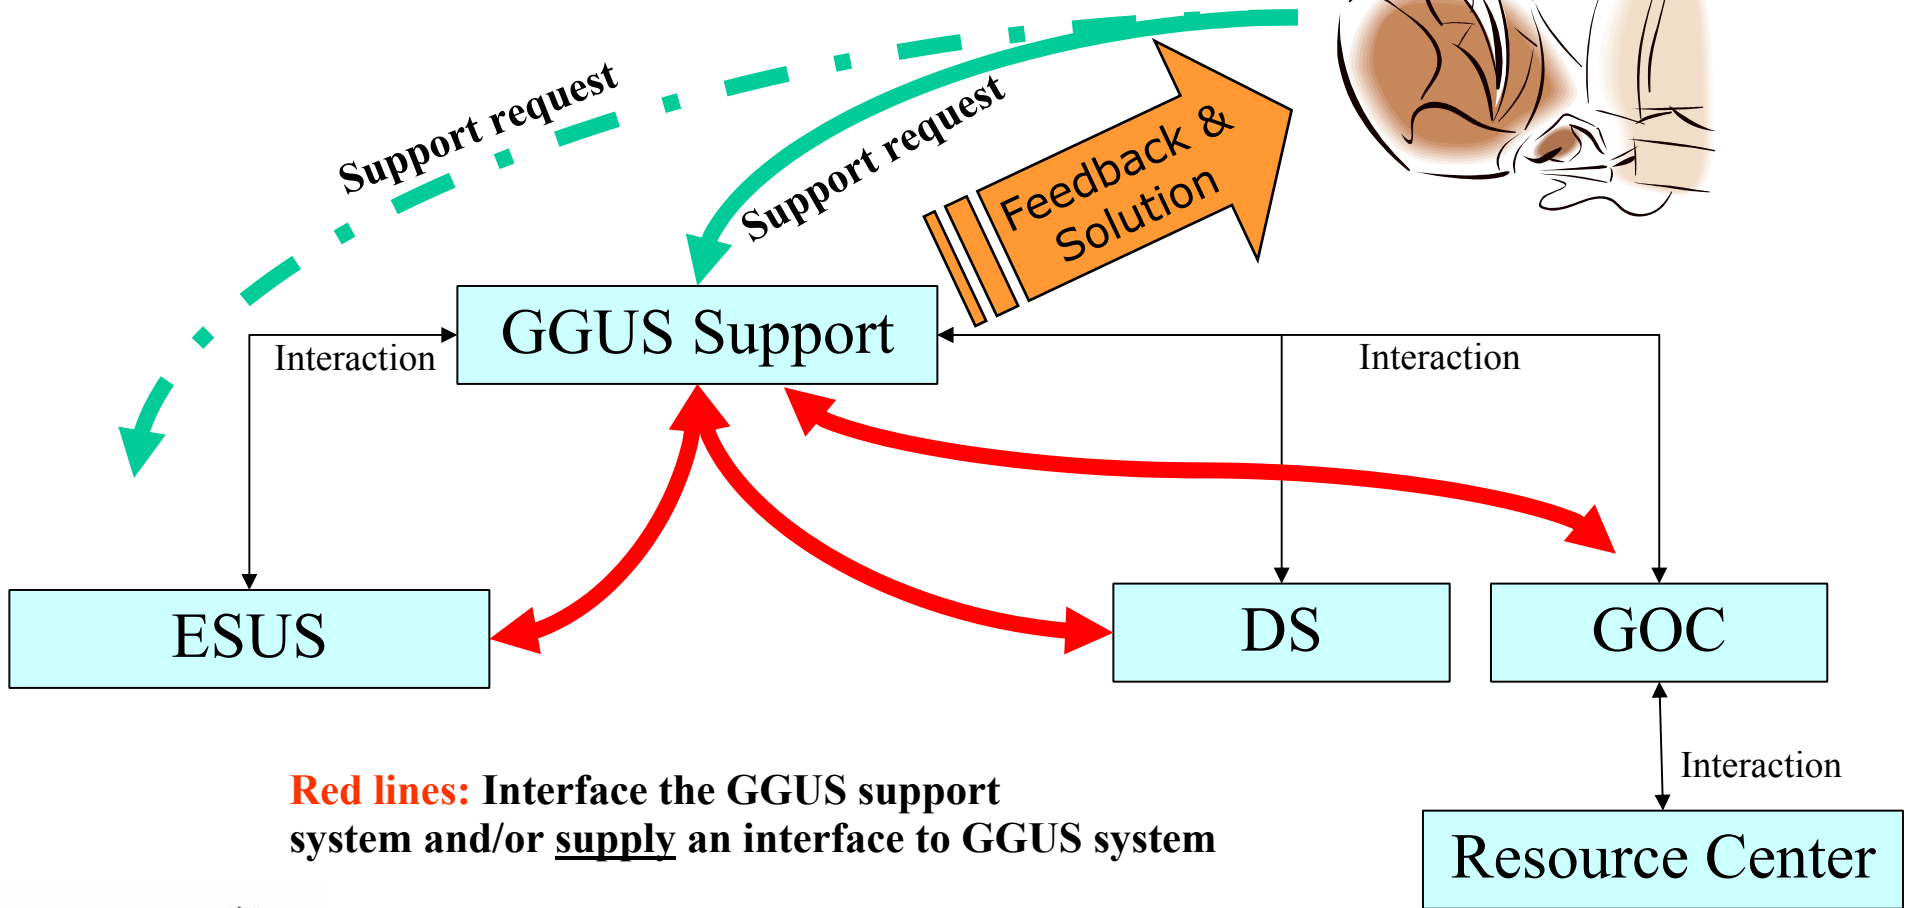 Support request
Support request
Feedback &
Solution
GGUS Support
Interaction
Interaction
ESUS
DS
GOC
Interaction
Red lines: Interface the GGUS support
system and/or supply an interface to GGUS system
Resource Center